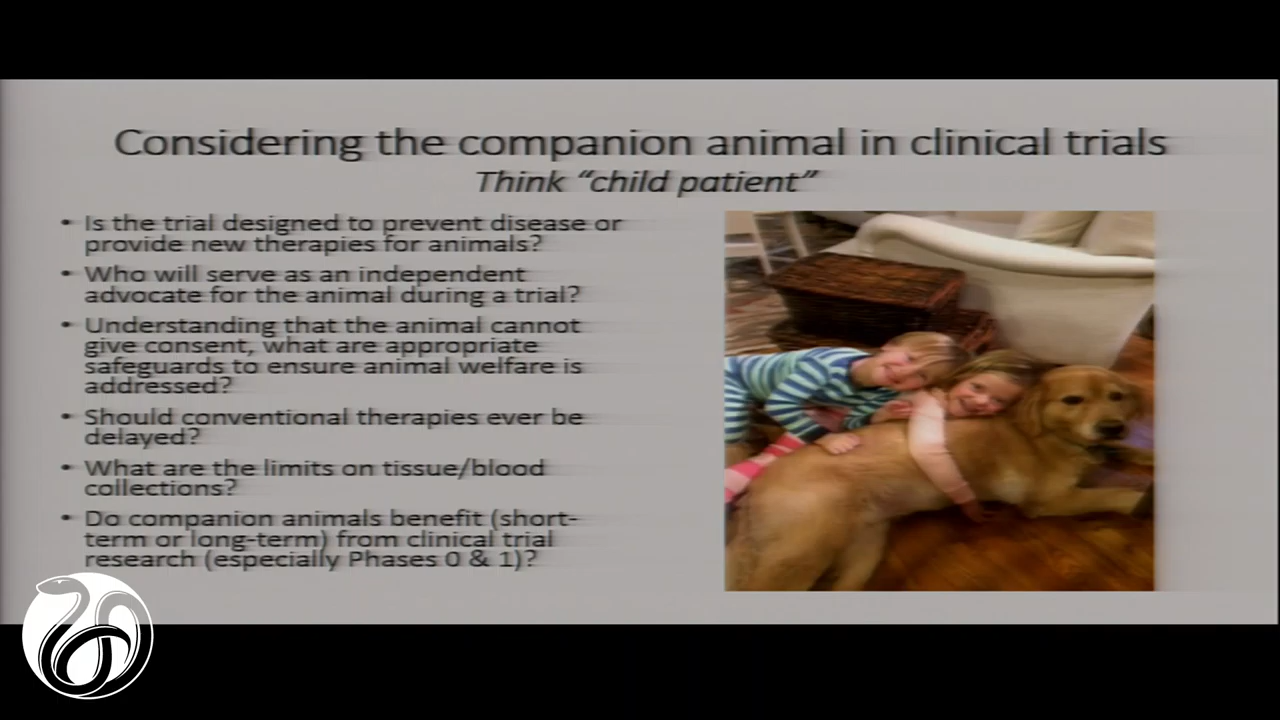 Considering the companion animal in clinical trials
Think “child patient”
• Is the trial designed to prevent disease or
provide new therapies for animals?
• Who will serve as an independent
advocate for the animal during a trial?
• Understanding that the animal cannot
give consent, what are appropriate
safeguards to ensure animal welfare is
addressed?
• Should conventional therapies ever be
delayed?
• What are the limits on tissue/blood
collections?
• Do companion animals benefit (short-
term or long-term) from clinical trial
research (especially Phases 0 & 1)?